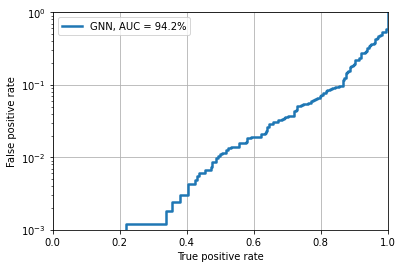 GNN, AUC = 94.2%
False positive rate
10⁰
10⁻¹
10⁻²
10⁻³
0.0 0.2 0.4 0.6 0.8 1.0
True positive rate